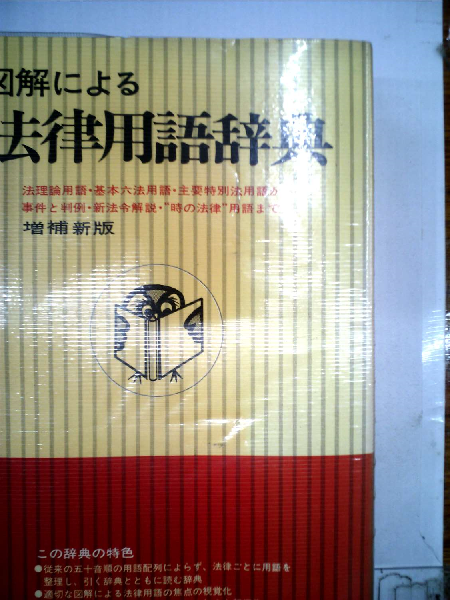 図解による
法律用語辞典
法理論用語・基本六法用語・主要特別法用語か
事件と判例・新法令解説・"時の法律"用語まで
増補新版
この辞典の特色
●従来の五十音順の用語配列によらず、法律ごとに用語を
整理し、引く辞典とともに読む辞典
●適切な図解による法律用語の焦点の視覚化